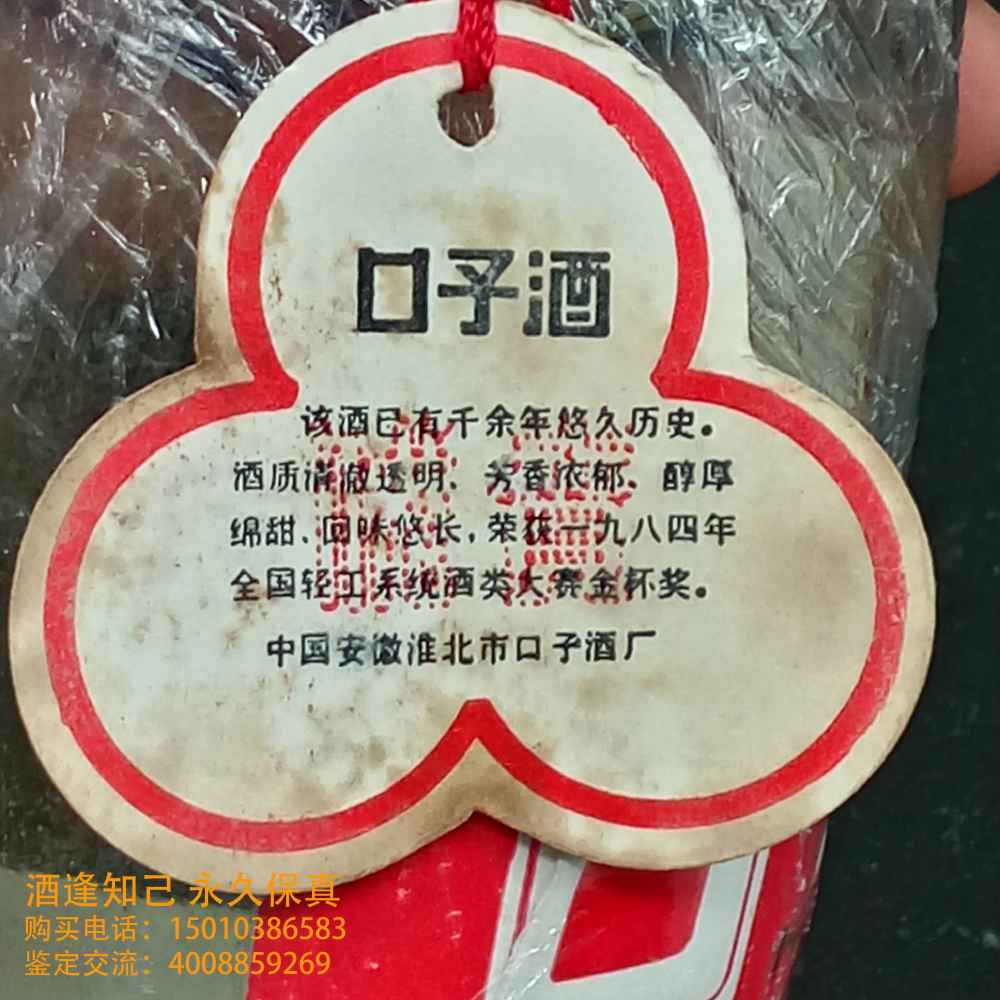 口子酒
该酒已有千余年悠久历史。
酒质清澈透明、芳香浓郁、醇厚
绵甜、回味悠长,荣获一九八四年
全国轻工系统酒类大赛金杯奖。
中国安徽淮北市口子酒厂
酒逢知己 永久保真
购买电话：15010386583
鉴定交流：4008859269